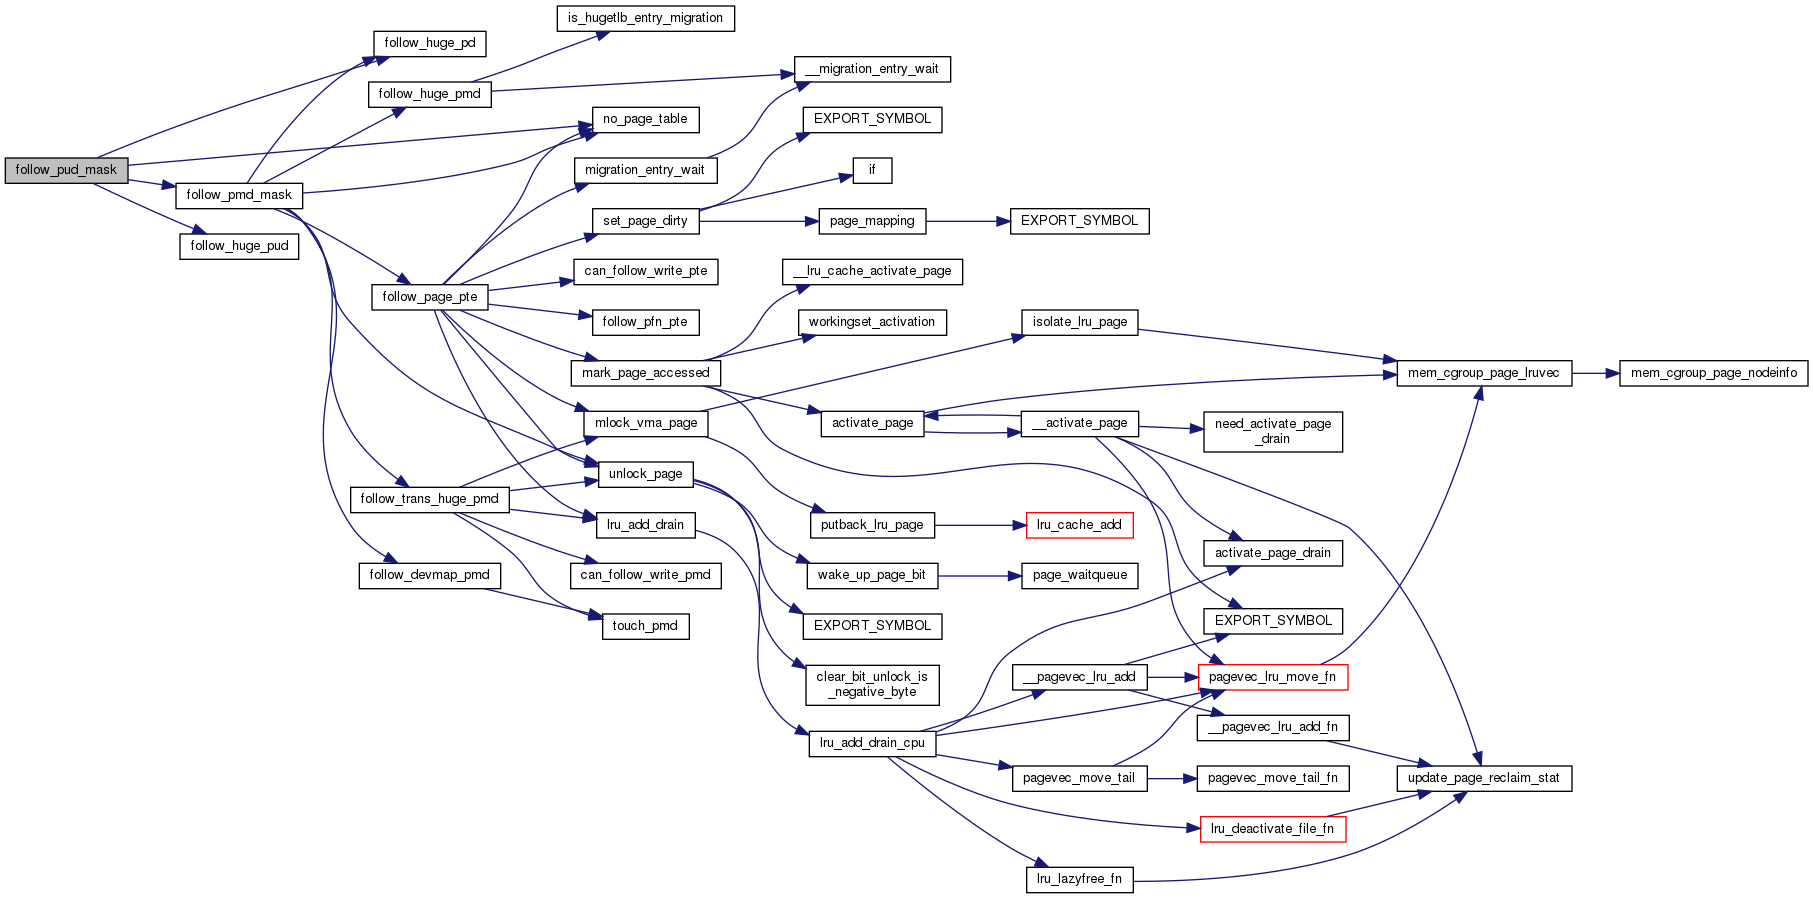 is_hugetlb_entry_migration
follow_huge_pd
__migration_entry_wait
follow_huge_pmd
no_page_table
EXPORT_SYMBOL
follow_pud_mask
migration_entry_wait
if
follow_pmd_mask
set_page_dirty
page_mapping
EXPORT_SYMBOL
follow_huge_pud
can_follow_write_pte
__lru_cache_activate_page
follow_page_pte
follow_pfn_pte
workingset_activation
isolate_lru_page
mark_page_accessed
mem_cgroup_page_lruvec
mem_cgroup_page_nodeinfo
mlock_vma_page
activate_page
__activate_page
need_activate_page
_drain
unlock_page
follow_trans_huge_pmd
lru_add_drain
putback_lru_page
lru_cache_add
activate_page_drain
follow_devmap_pmd
can_follow_write_pmd
wake_up_page_bit
page_waitqueue
touch_pmd
EXPORT_SYMBOL
EXPORT_SYMBOL
clear_bit_unlock_is
_negative_byte
__pagevec_lru_add
pagevec_lru_move_fn
__pagevec_lru_add_fn
lru_add_drain_cpu
pagevec_move_tail
pagevec_move_tail_fn
update_page_reclaim_stat
lru_deactivate_file_fn
lru_lazyfree_fn